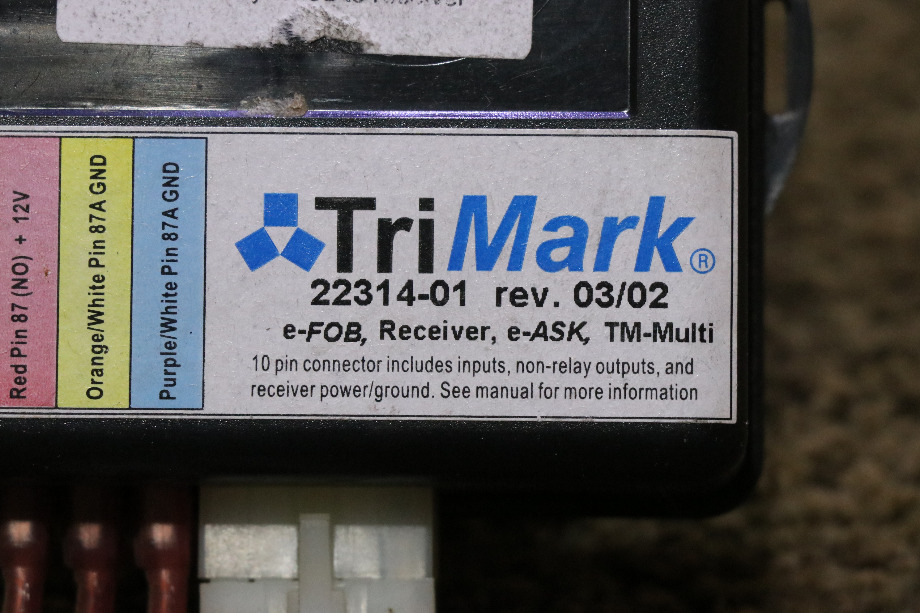 Red Pin 87 (NO) + 12V
Orange/White Pin 87A GND
Purple/White Pin 87A GND
TriMark®
22314-01 rev. 03/02
e-FOB, Receiver, e-ASK, TM-Multi
10 pin connector includes inputs, non-relay outputs, and
receiver power/ground. See manual for more information